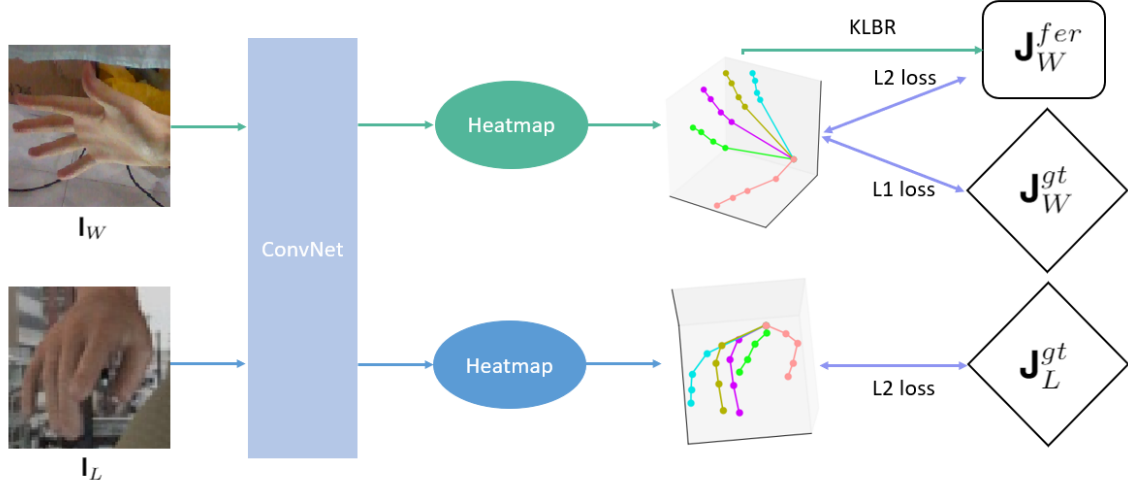 KLBR
J_W^{fer}
L2 loss
Heatmap
L1 loss
J_W^{gt}
I_W
ConvNet
Heatmap
J_L^{gt}
L2 loss
I_L